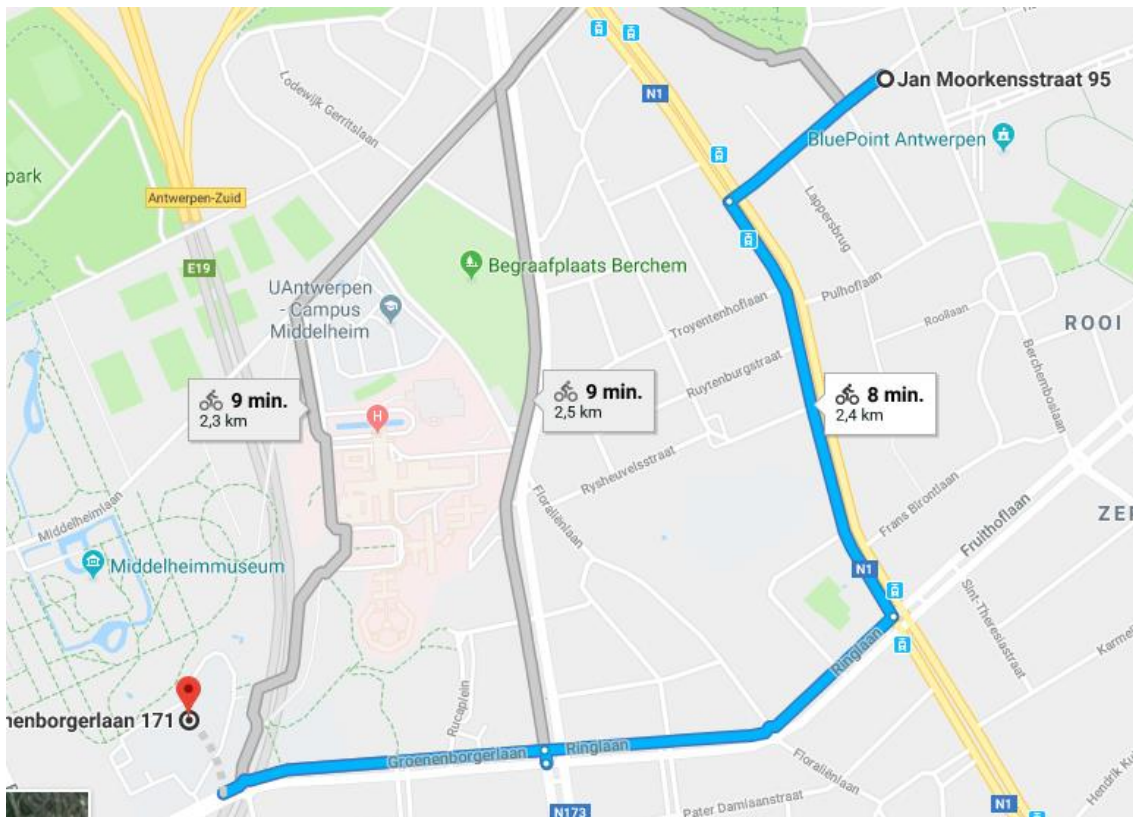 Lodewijk Gerritslaan
N1
Jan Moorkensstraat 95
BluePoint Antwerpen
park
Antwerpen-Zuid
Lappersbrug
E19
Begraafplaats Berchem
UAntwerpen
- Campus
Middelheim
Pulhoflaan
Troyentenhoflaan
Rooilaan
ROOI
Berchemboslaan
Ruytenburgstraat
9 min.
2,3 km
9 min.
2,5 km
8 min.
2,4 km
H
Rysheuvelsstraat
Floraliënlaan
Middelheimlaan
Frans Birontlaan
Fruithoflaan
ZE
Middelheimmuseum
N1
Sint-Theresiastraat
Karmel
Ringlaan
Rucaplein
nenborgerlaan 171
Groenenborgerlaan
Ringlaan
Floraliënlaan
Hendrik Ku
Pater Damiaanstraat
N1
N173